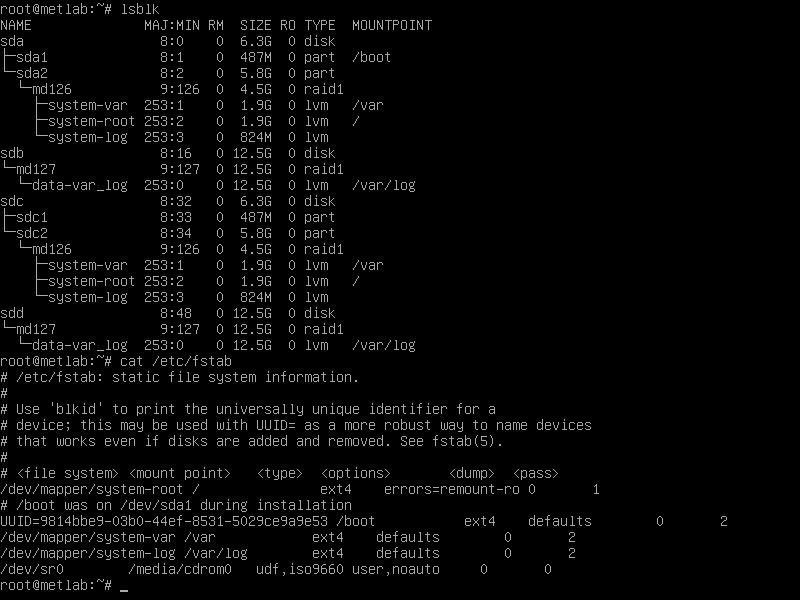 root@metlab:~# lsblk
NAME              MAJ:MIN RM   SIZE RO TYPE  MOUNTPOINT
sda                 8:0    0   6.3G  0 disk
├─sda1              8:1    0   487M  0 part  /boot
└─sda2              8:2    0   5.8G  0 part
  └─md126           9:126  0   4.5G  0 raid1
    ├─system-var  253:1    0   1.9G  0 lvm   /var
    ├─system-root 253:2    0   1.9G  0 lvm   /
    └─system-log  253:3    0   824M  0 lvm
sdb                 8:16   0  12.5G  0 disk
└─md127             9:127  0  12.5G  0 raid1
  └─data-var_log  253:0    0  12.5G  0 lvm   /var/log
sdc                 8:32   0   6.3G  0 disk
├─sdc1              8:33   0   487M  0 part
└─sdc2              8:34   0   5.8G  0 part
  └─md126           9:126  0   4.5G  0 raid1
    ├─system-var  253:1    0   1.9G  0 lvm   /var
    ├─system-root 253:2    0   1.9G  0 lvm   /
    └─system-log  253:3    0   824M  0 lvm
sdd                 8:48   0  12.5G  0 disk
└─md127             9:127  0  12.5G  0 raid1
  └─data-var_log  253:0    0  12.5G  0 lvm   /var/log
root@metlab:~# cat /etc/fstab
# /etc/fstab: static file system information.
#
# Use 'blkid' to print the universally unique identifier for a
# device; this may be used with UUID= as a more robust way to name devices
# that works even if disks are added and removed. See fstab(5).
#
# <file system> <mount point>   <type>  <options>       <dump>  <pass>
/dev/mapper/system-root /               ext4    errors=remount-ro 0       1
# /boot was on /dev/sda1 during installation
UUID=9814bbe9-03b0-44ef-8531-5029ce9a9e53 /boot           ext4    defaults        0       2
/dev/mapper/system-var /var            ext4    defaults        0       2
/dev/mapper/system-log /var/log        ext4    defaults        0       2
/dev/sr0        /media/cdrom0   udf,iso9660 user,noauto     0       0
root@metlab:~# _